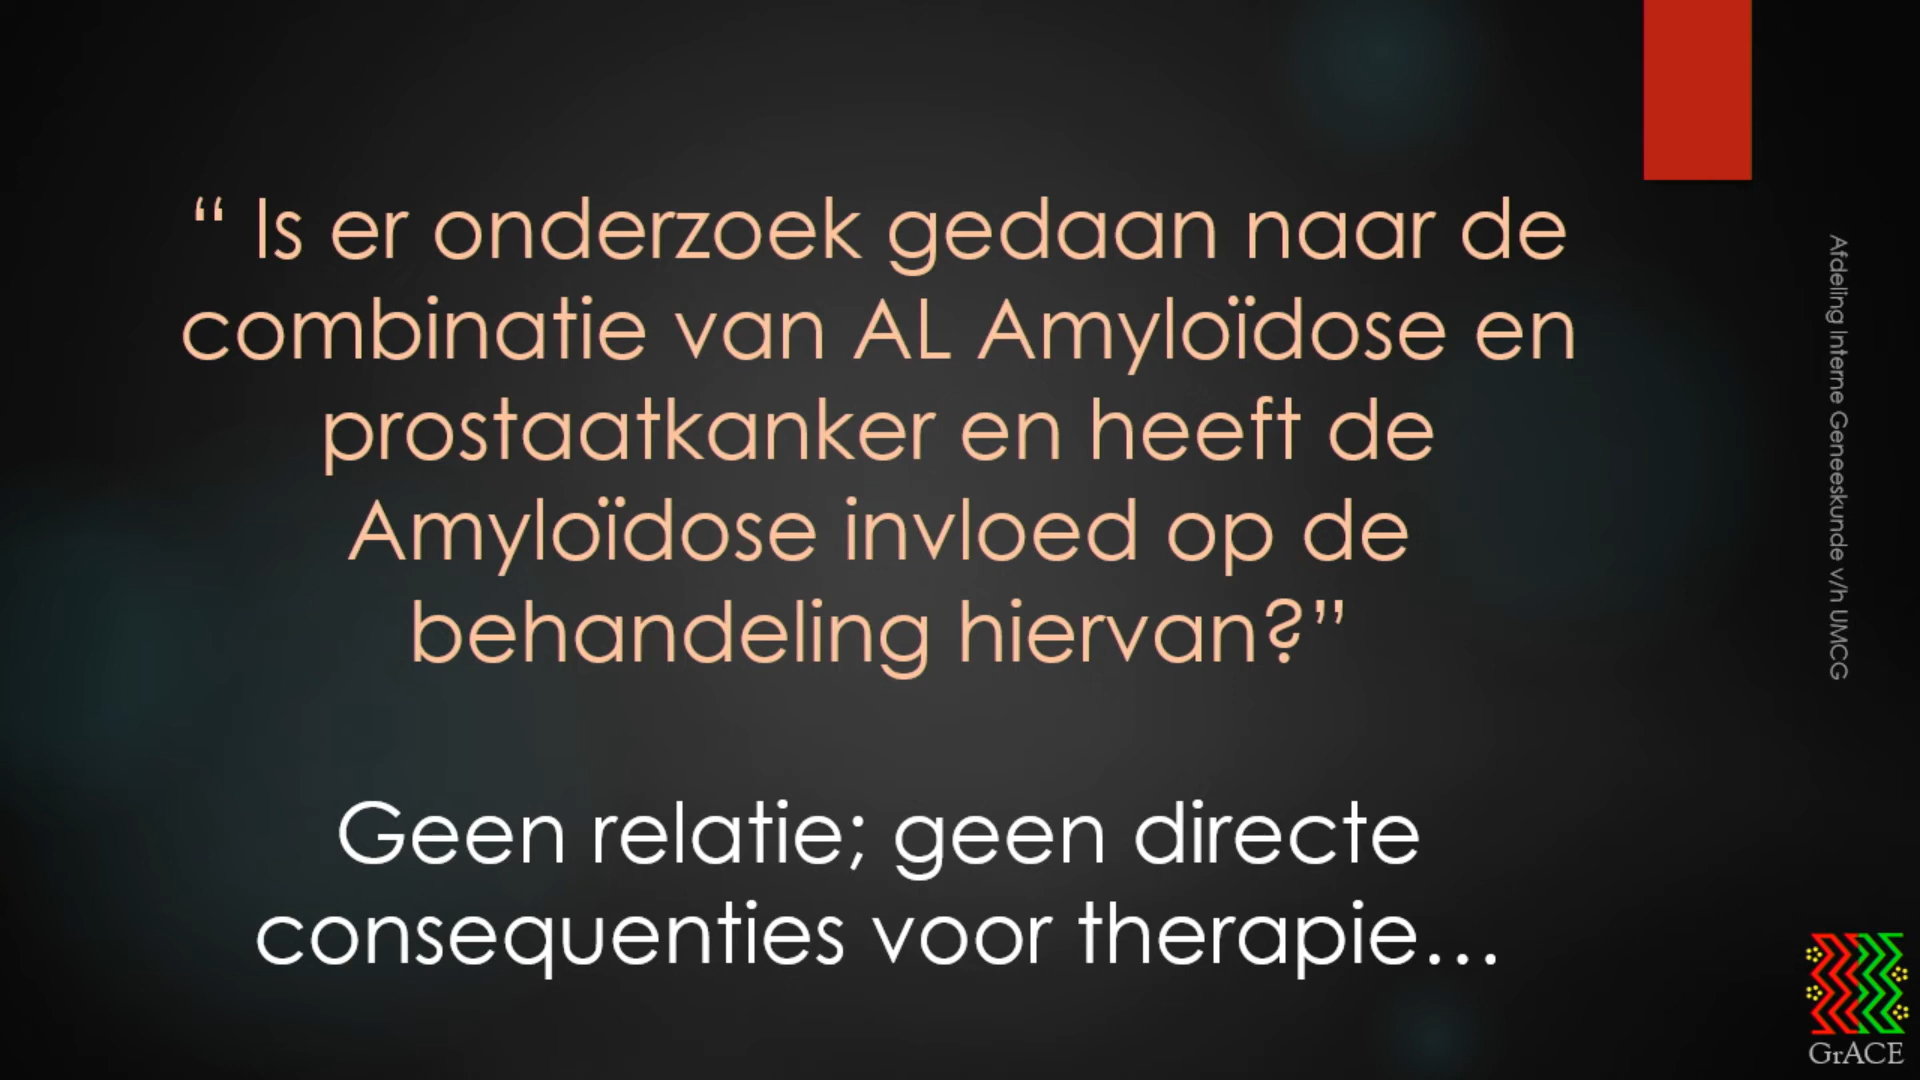 “ Is er onderzoek gedaan naar de
combinatie van AL Amyloïdose en
prostaatkanker en heeft de
Amyloïdose invloed op de
behandeling hiervan?”
Geen relatie; geen directe
consequenties voor therapie…
Afdeling Interne Geneeskunde v/h UMCG
GrACE